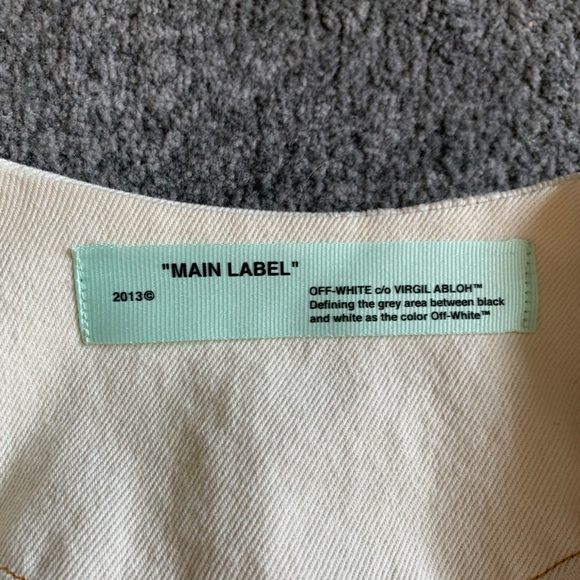 "MAIN LABEL"
2013©
OFF-WHITE c/o VIRGIL ABLOH™
Defining the grey area between black
and white as the color Off-White™